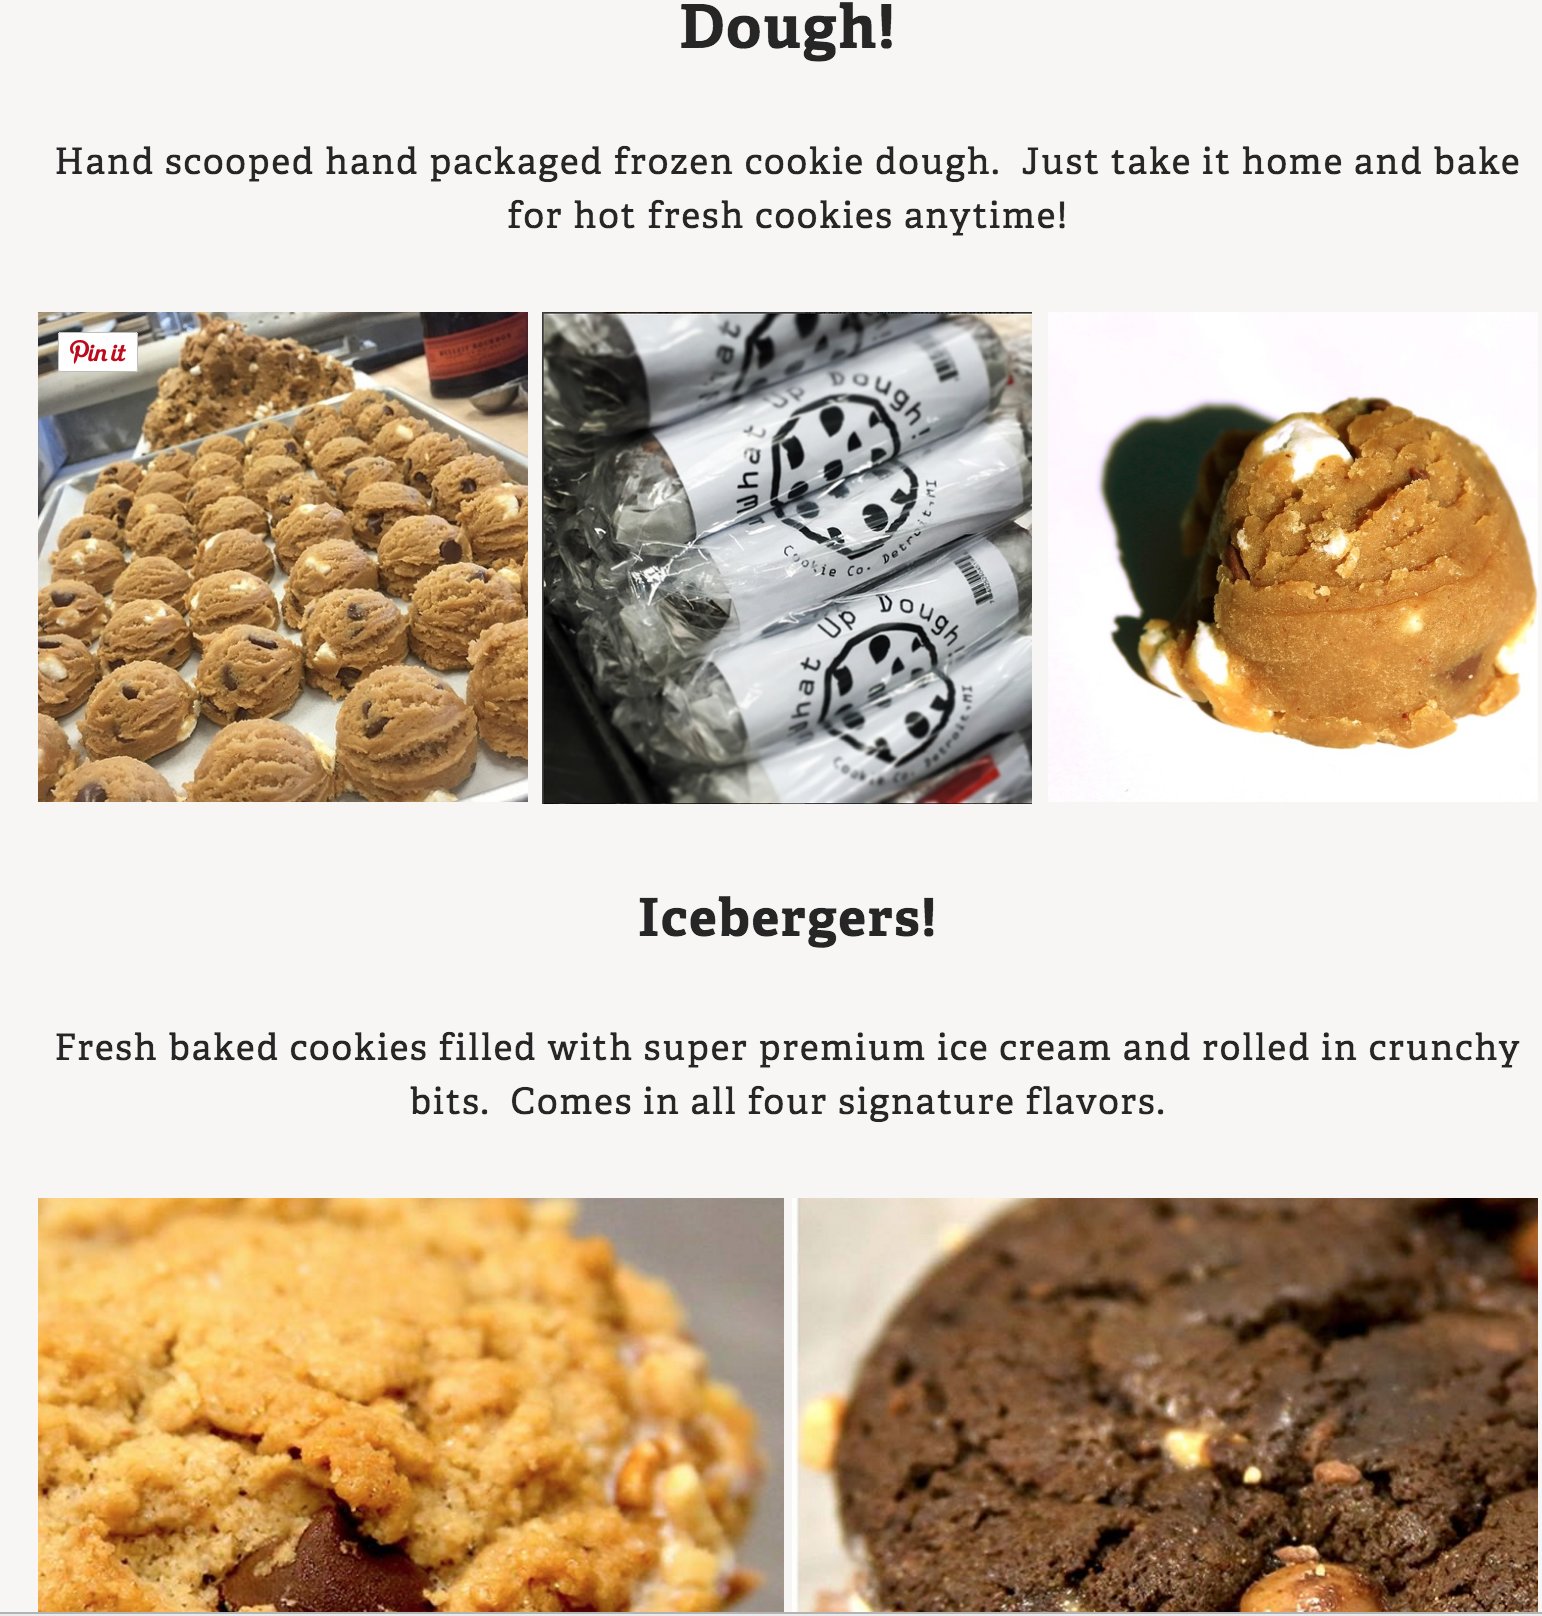 Dough!
Hand scooped hand packaged frozen cookie dough.  Just take it home and bake
for hot fresh cookies anytime!
Pin it
BULLEIT BOURBON
What Up Dough!
Cookie Co. Detroit, MI
What Up Dough!
Cookie Co. Detroit, MI
Icebergers!
Fresh baked cookies filled with super premium ice cream and rolled in crunchy
bits.  Comes in all four signature flavors.